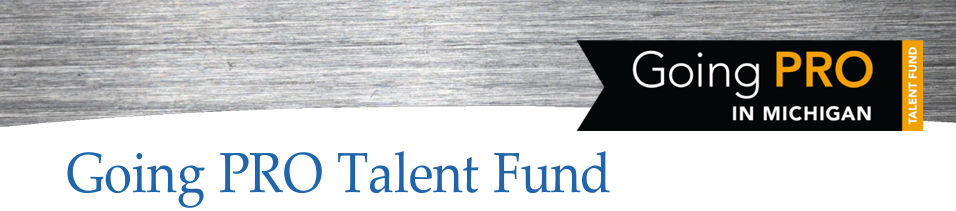 Going PRO
IN MICHIGAN
TALENT FUND
Going PRO Talent Fund